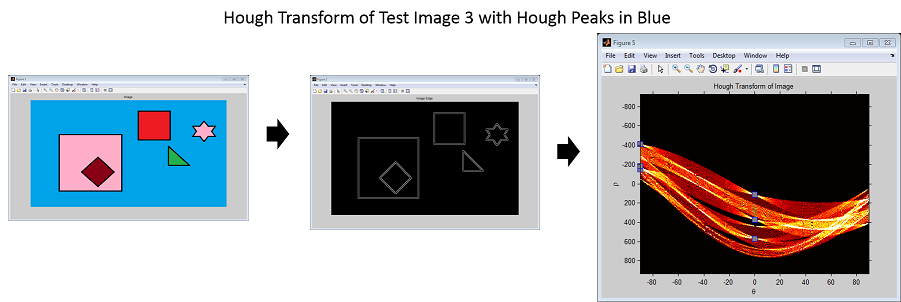 Hough Transform of Test Image 3 with Hough Peaks in Blue
Figure 5
File Edit View Insert Tools Desktop Window Help
Image
Image Edge
Hough Transform of Image
-800
-600
-400
-200
0
200
400
600
800
ρ
-80 -60 -40 -20 0 20 40 60 80
θ